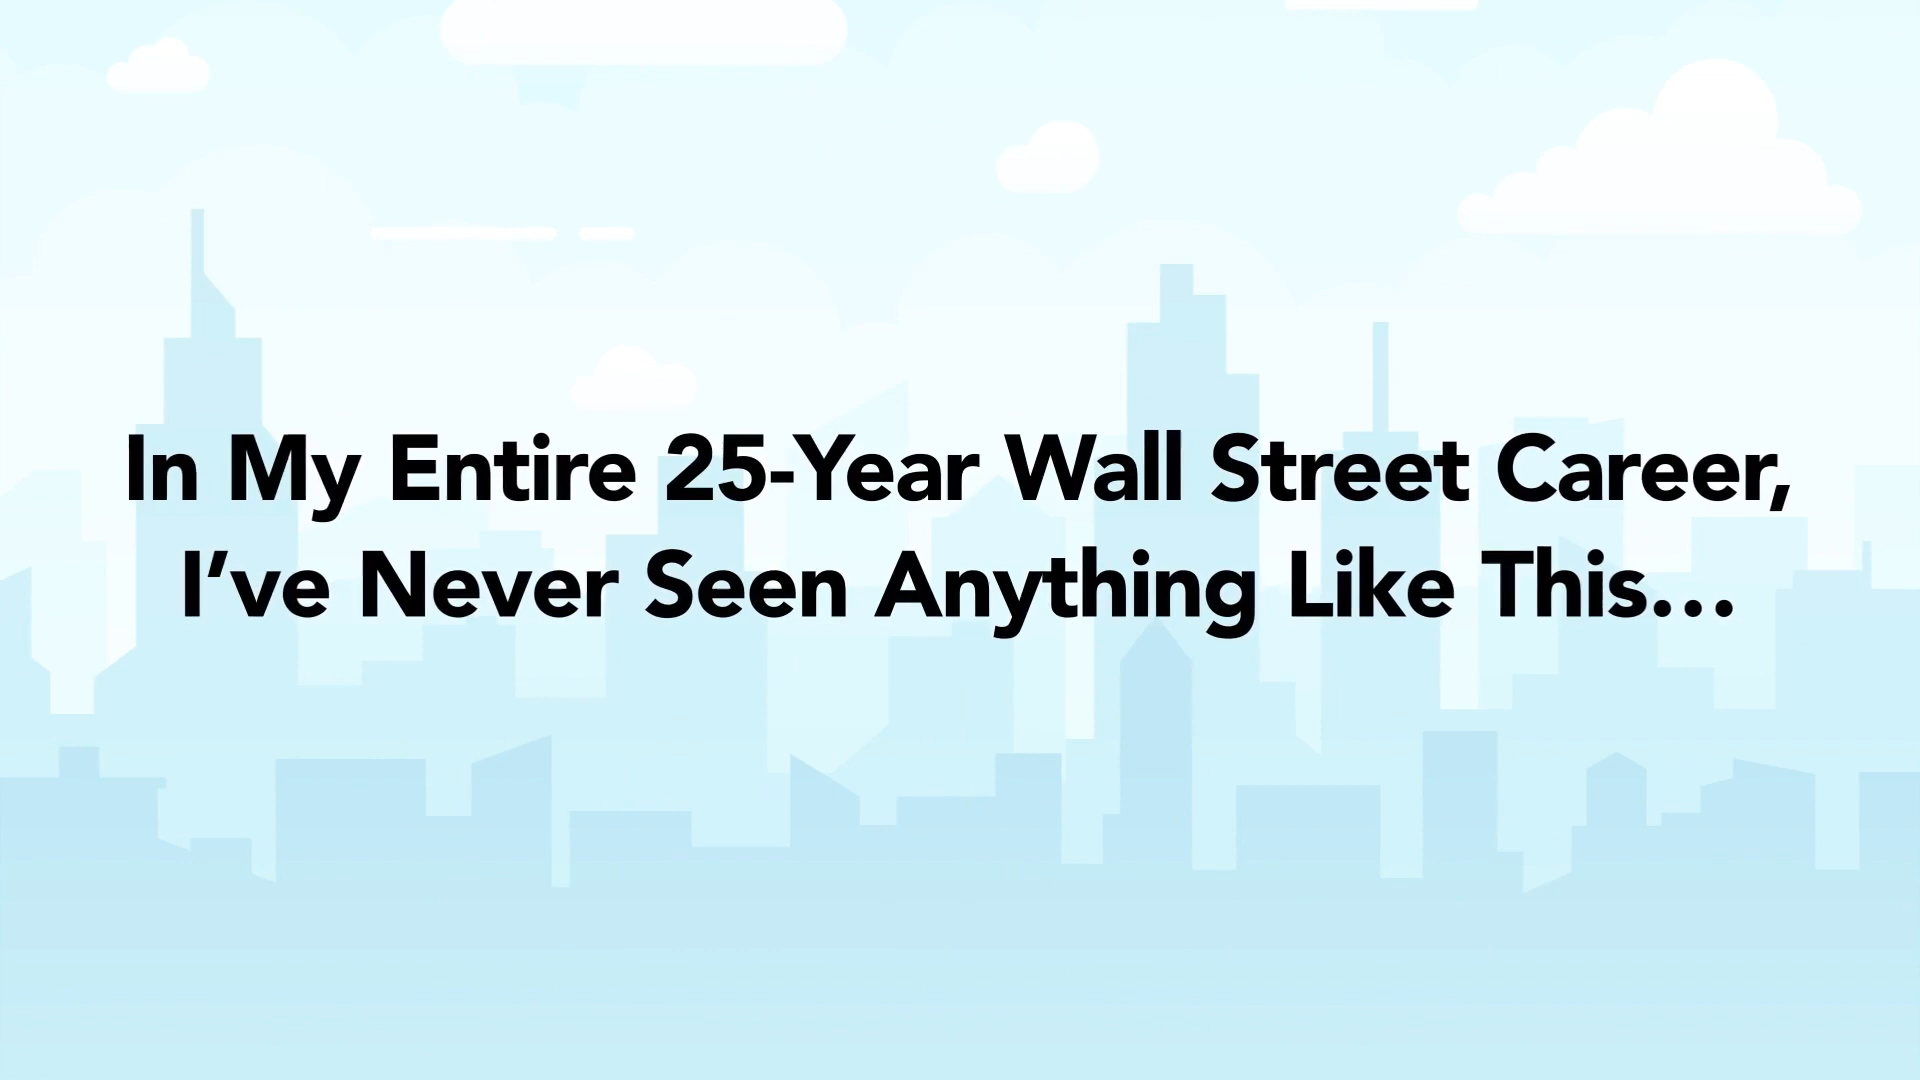 In My Entire 25-Year Wall Street Career,
I’ve Never Seen Anything Like This…